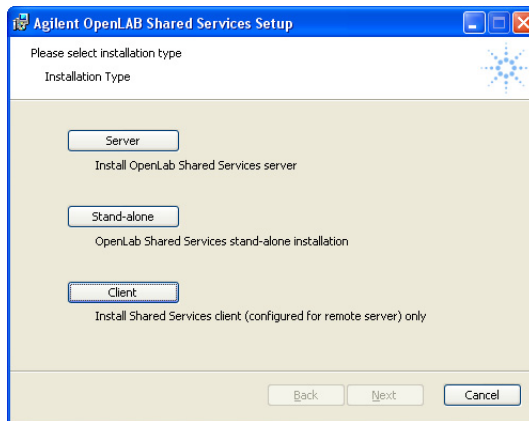 Agilent OpenLAB Shared Services Setup
Please select installation type
Installation Type
Server
Install OpenLab Shared Services server
Stand-alone
OpenLab Shared Services stand-alone installation
Client
Install Shared Services client (configured for remote server) only
Back
Next
Cancel